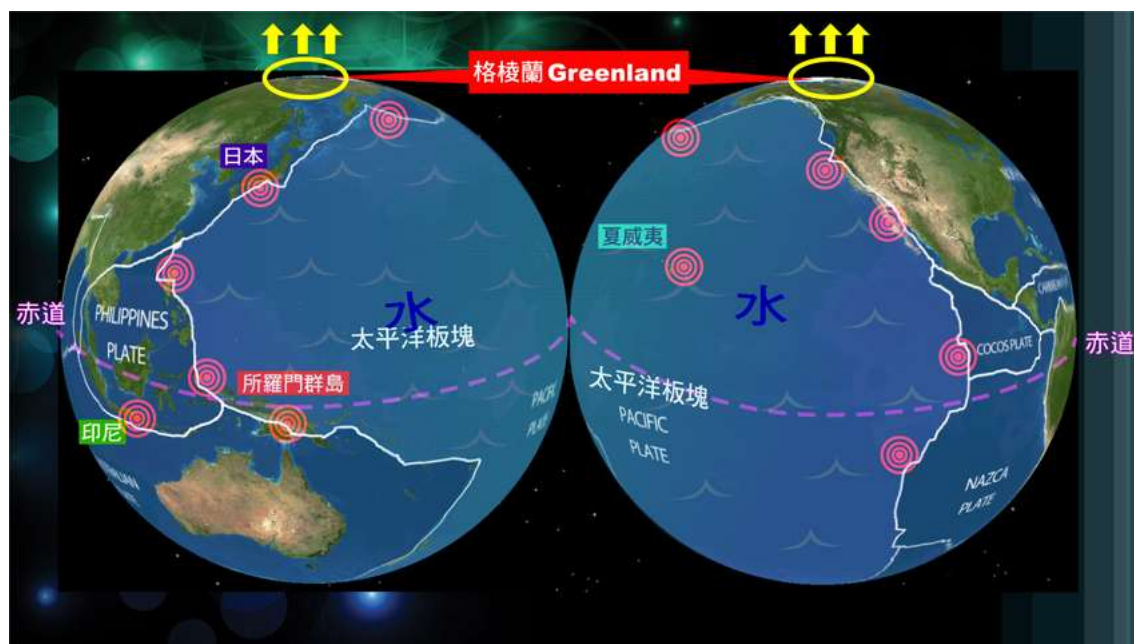 格棱蘭 Greenland
日本
夏威夷
水
水
赤道
PHILIPPINES
PLATE
太平洋板塊
所羅門群島
印尼
太平洋板塊
PACIFIC
PLATE
COCOS PLATE
赤道
NAZCA
PLATE